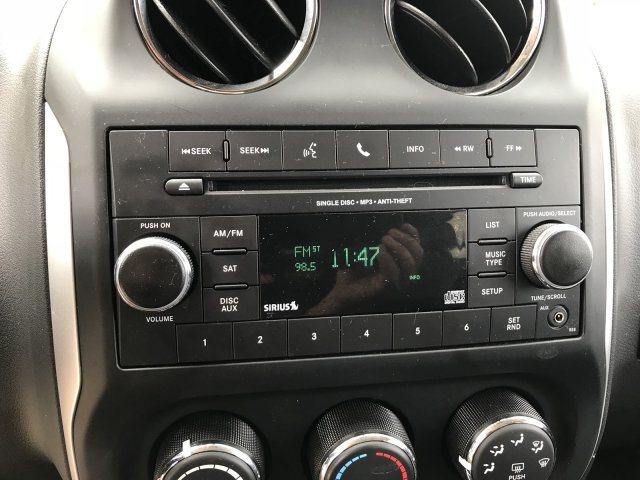 SEEK SEEK INFO RW FF
TIME
SINGLE DISC • MP3 • ANTI-THEFT
PUSH ON
PUSH AUDIO/SELECT
AM/FM
LIST
FM ST 11:47
98.5
INFO
SAT
MUSIC
TYPE
DISC
AUX
SETUP
SIRIUS
disc
VOLUME
TUNE/SCROLL
AUX
1 2 3 4 5 6
SET
RND
PUSH